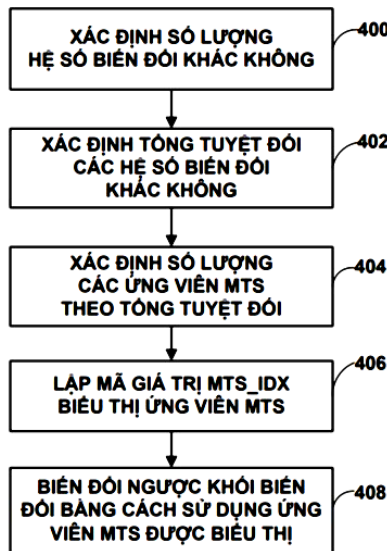 XÁC ĐỊNH SỐ LƯỢNG
HỆ SỐ BIẾN ĐỔI KHÁC KHÔNG
400
XÁC ĐỊNH TỔNG TUYỆT ĐỐI
CÁC HỆ SỐ BIẾN ĐỔI
KHÁC KHÔNG
402
XÁC ĐỊNH SỐ LƯỢNG
CÁC ỨNG VIÊN MTS
THEO TỔNG TUYỆT ĐỐI
404
LẬP MÃ GIÁ TRỊ MTS_IDX
BIỂU THỊ ỨNG VIÊN MTS
406
BIẾN ĐỔI NGƯỢC KHỐI BIẾN
ĐỔI BẰNG CÁCH SỬ DỤNG ỨNG
VIÊN MTS ĐƯỢC BIỂU THỊ
408